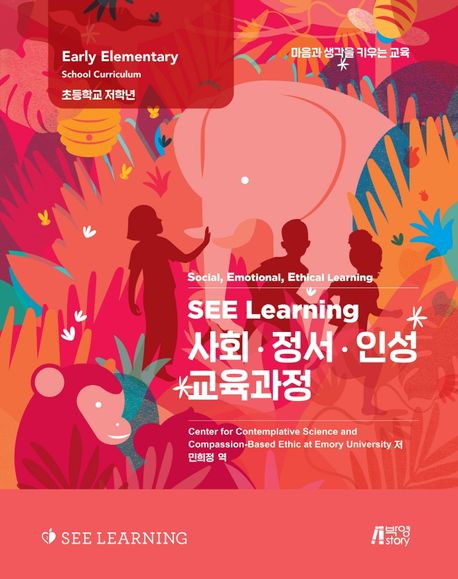 Early Elementary
School Curriculum
초등학교 저학년
마음과 생각을 키우는 교육
Social, Emotional, Ethical Learning
SEE Learning
사회·정서·인성
교육과정
Center for Contemplative Science and
Compassion-Based Ethic at Emory University 저
민희정 역
SEE LEARNING
박영
story